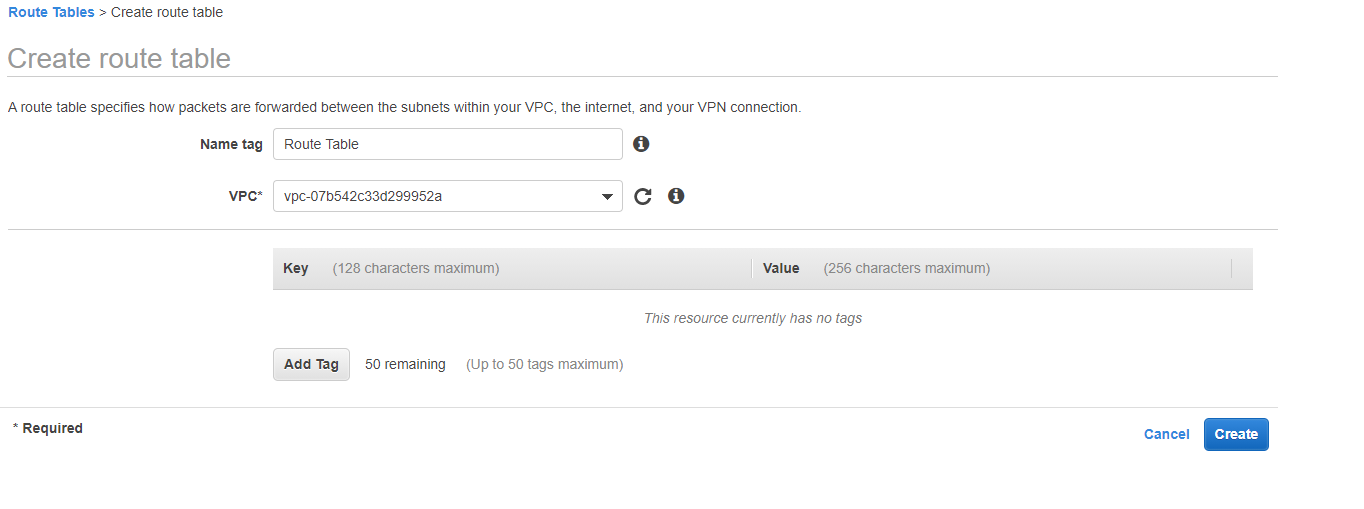 Route Tables > Create route table
Create route table
A route table specifies how packets are forwarded between the subnets within your VPC, the internet, and your VPN connection.
Name tag Route Table
VPC* vpc-07b542c33d299952a
Key (128 characters maximum) Value (256 characters maximum)
This resource currently has no tags
Add Tag 50 remaining (Up to 50 tags maximum)
* Required Cancel Create